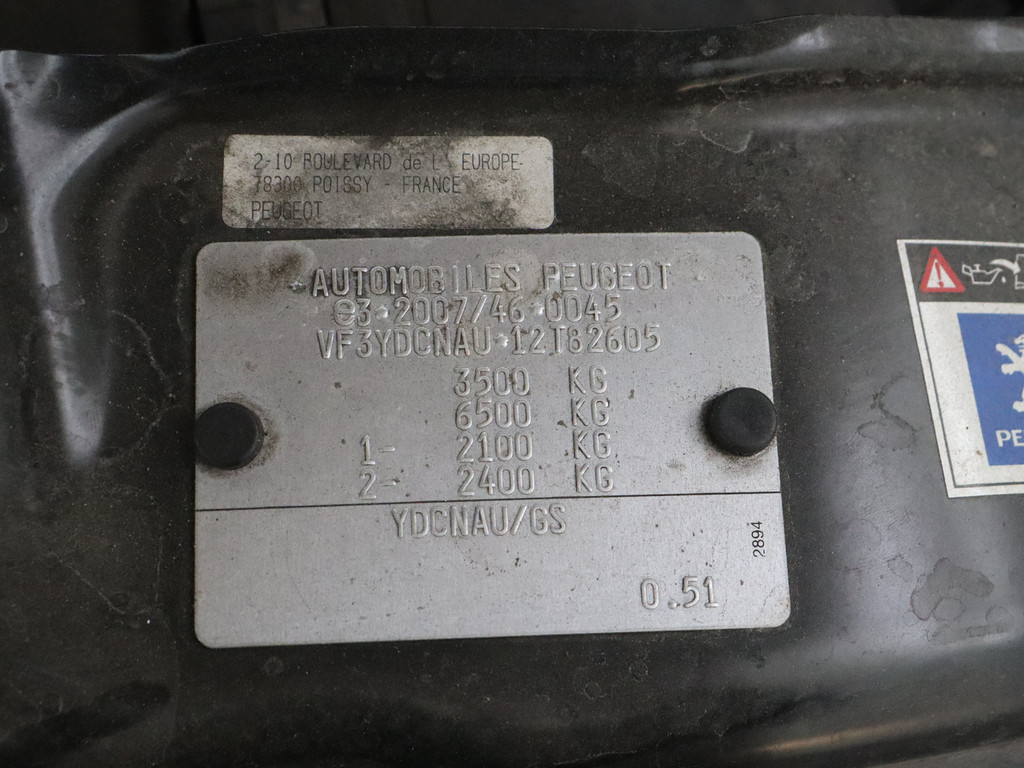 2-10 BOULEVARD de L' EUROPE-
78300 POISSY - FRANCE
PEUGEOT
AUTOMOBILES PEUGEOT
e3*2007/46*0045
VF3YDCNAU*12T82605
3500 KG
6500 KG
1- 2100 KG
2- 2400 KG
YDCNAU/GS
2894
0.51
PE